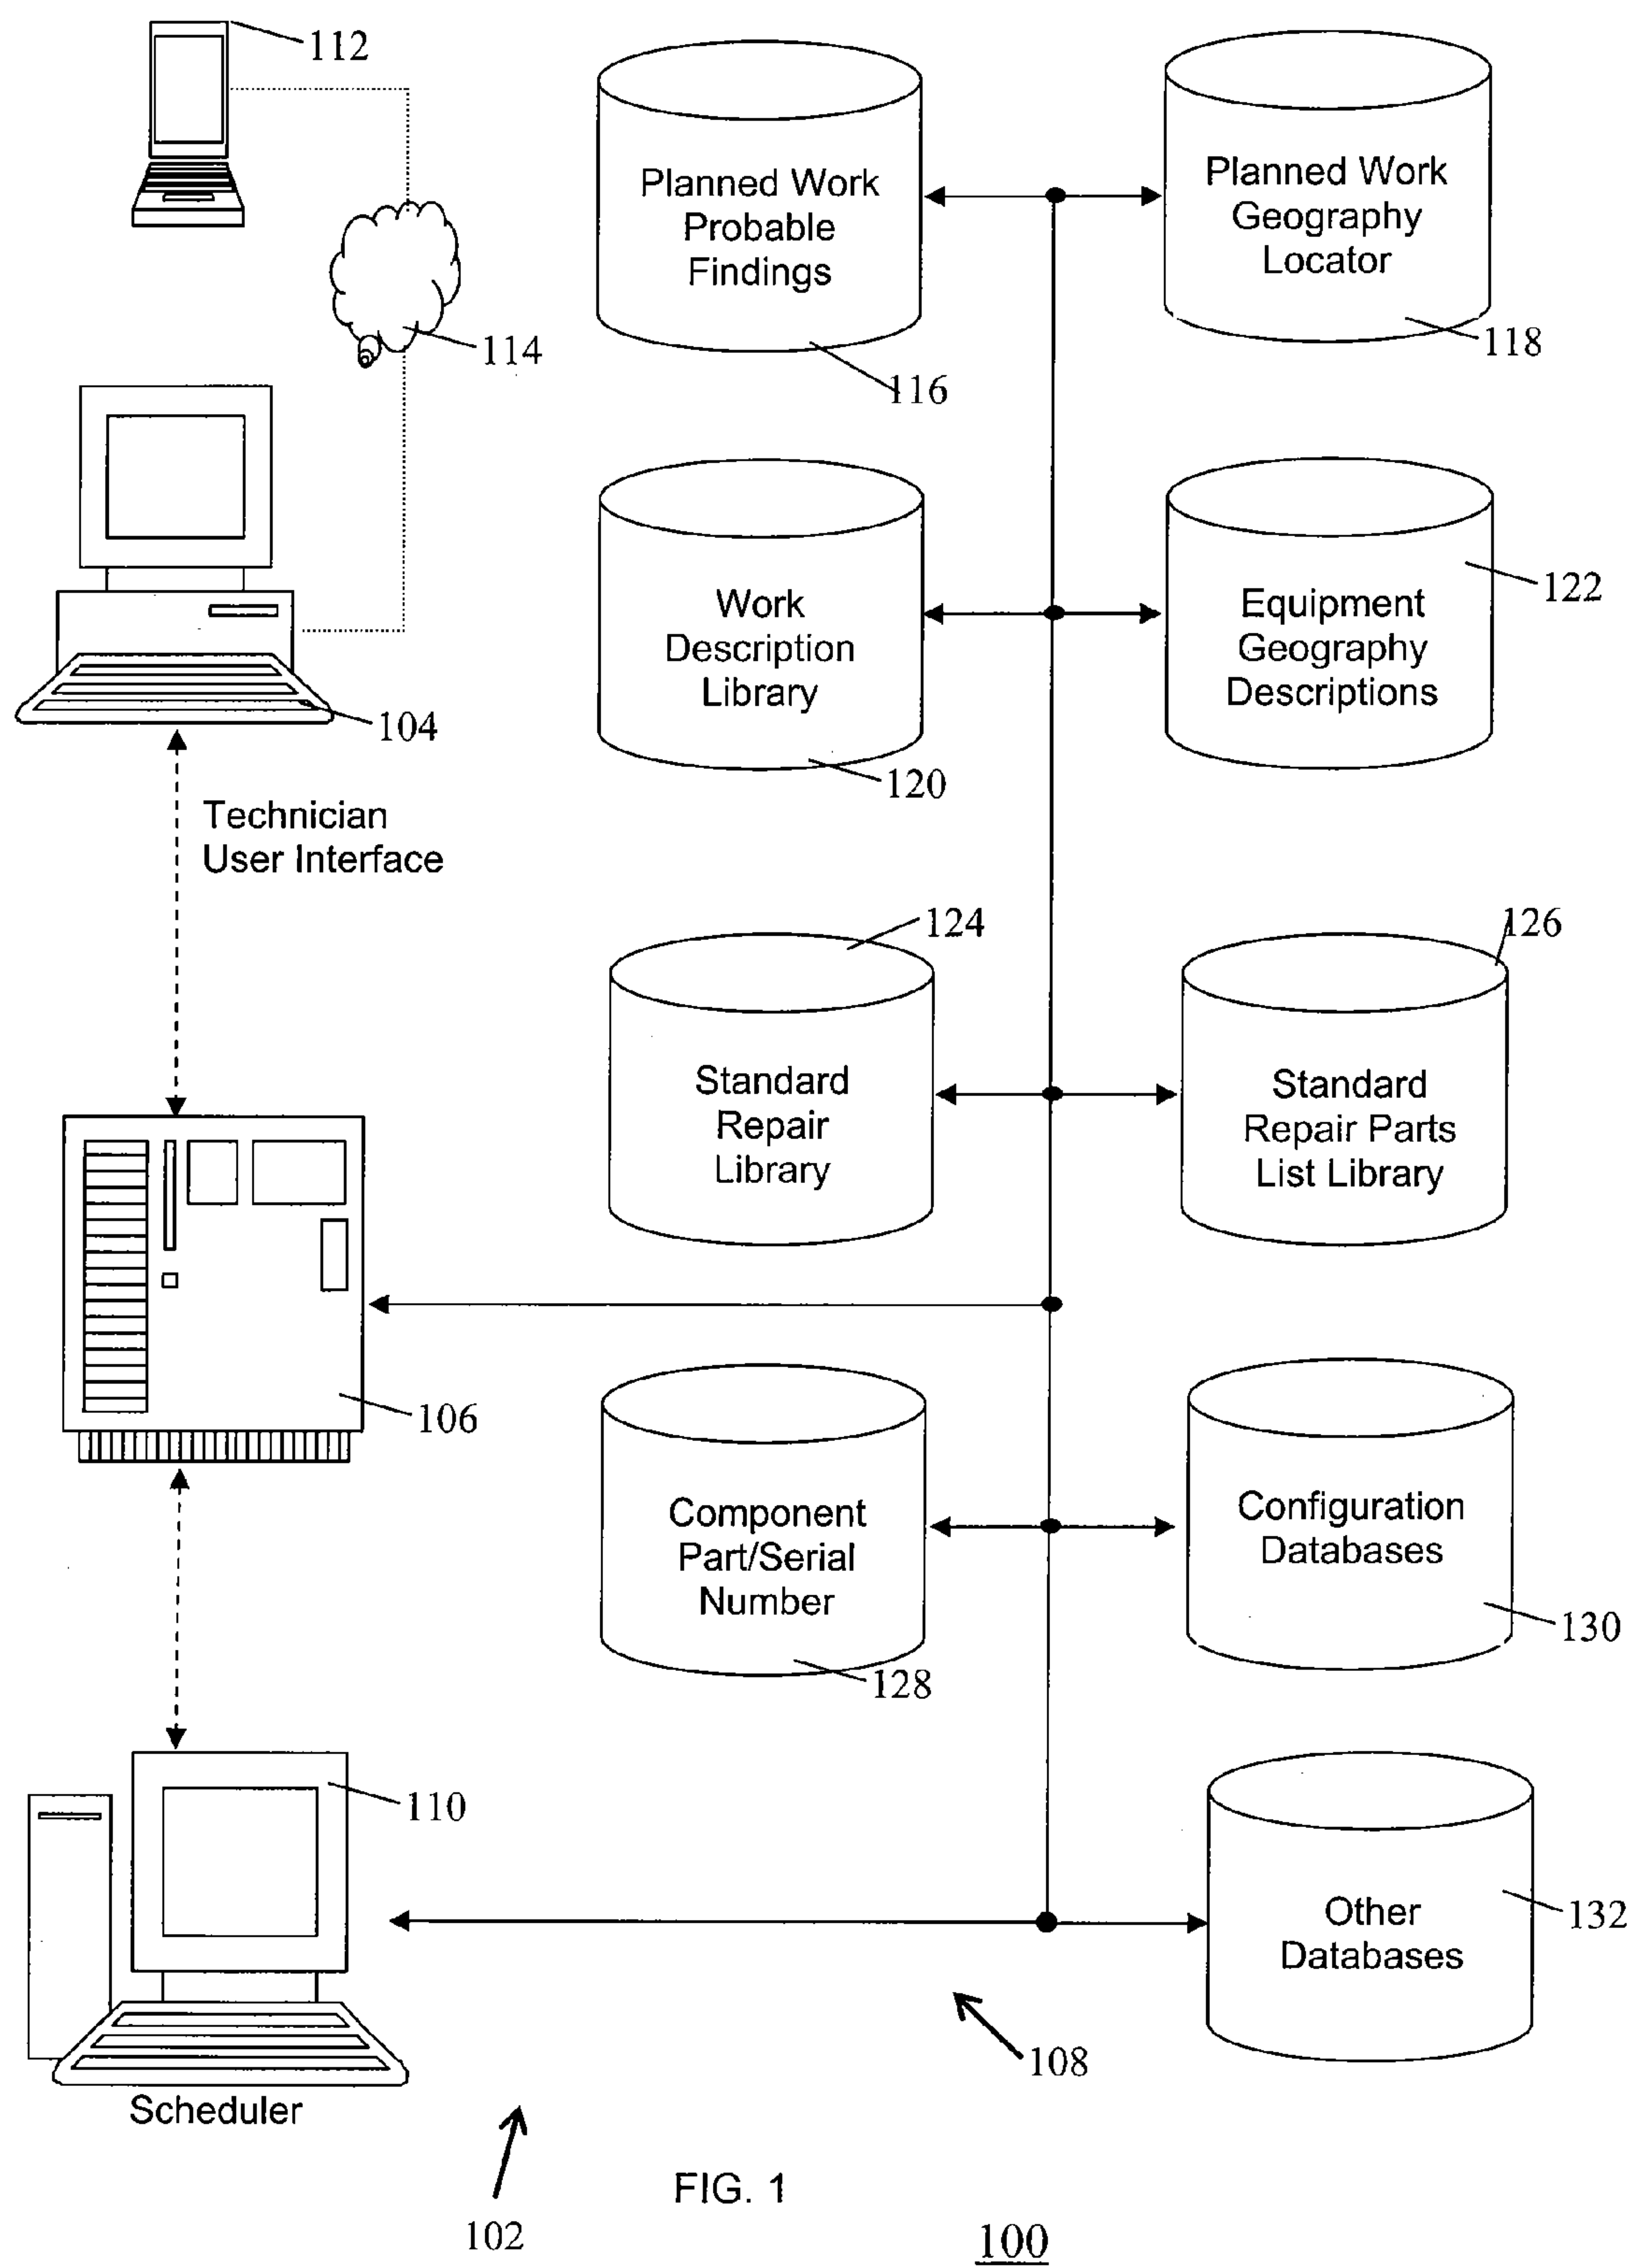 112
Planned Work
Probable
Findings
Planned Work
Geography
Locator
114
116
118
Work
Description
Library
Equipment
Geography
Descriptions
122
104
120
Technician
User Interface
124
126
Standard
Repair
Library
Standard
Repair Parts
List Library
106
Component
Part/Serial
Number
Configuration
Databases
128
130
110
Other
Databases
132
Scheduler
108
102
FIG. 1
100